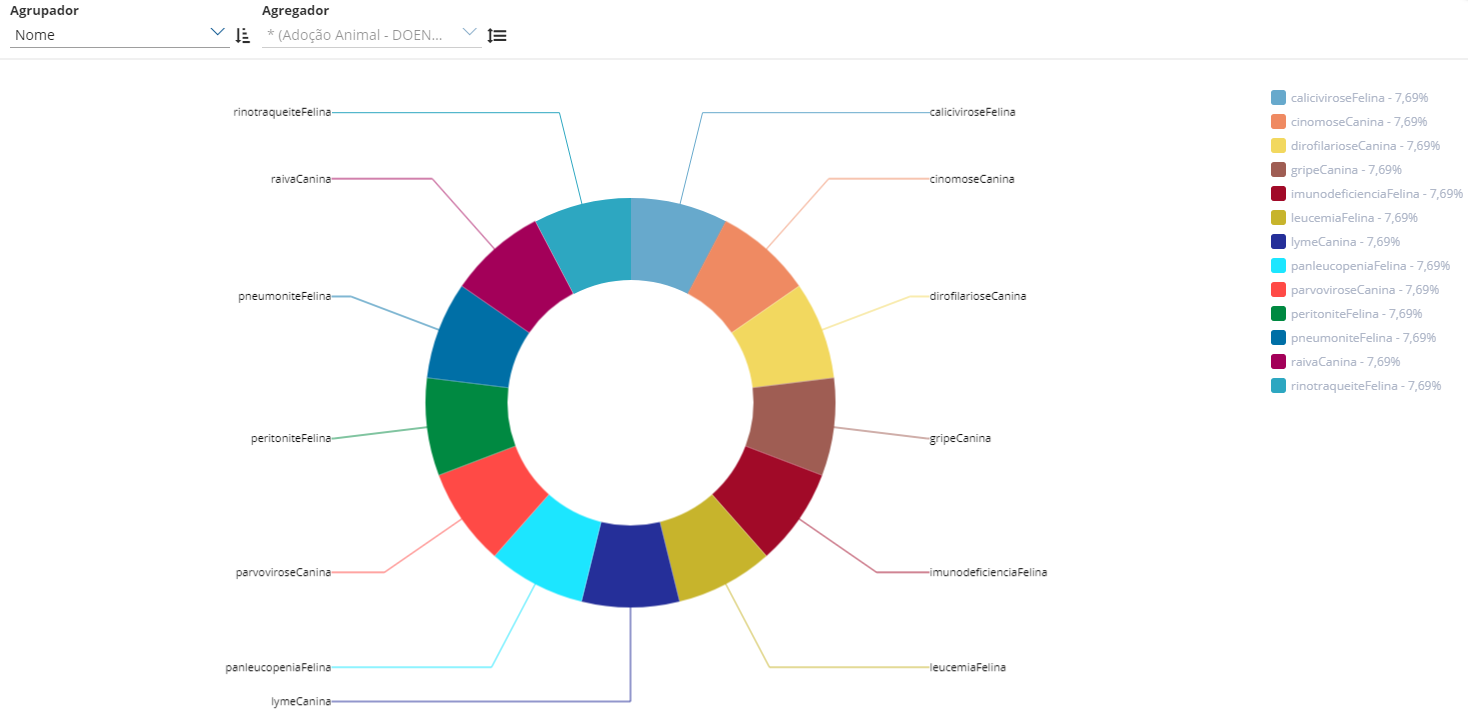 Agrupador
Agregador
Nome
* (Adoção Animal - DOEN...
rinotraqueiteFelina
caliciviroseFelina
raivaCanina
cinomoseCanina
pneumoniteFelina
dirofilarioseCanina
peritoniteFelina
gripeCanina
parvoviroseCanina
imunodeficienciaFelina
panleucopeniaFelina
leucemiaFelina
lymeCanina
caliciviroseFelina - 7,69%
cinomoseCanina - 7,69%
dirofilarioseCanina - 7,69%
gripeCanina - 7,69%
imunodeficienciaFelina - 7,69%
leucemiaFelina - 7,69%
lymeCanina - 7,69%
panleucopeniaFelina - 7,69%
parvoviroseCanina - 7,69%
peritoniteFelina - 7,69%
pneumoniteFelina - 7,69%
raivaCanina - 7,69%
rinotraqueiteFelina - 7,69%